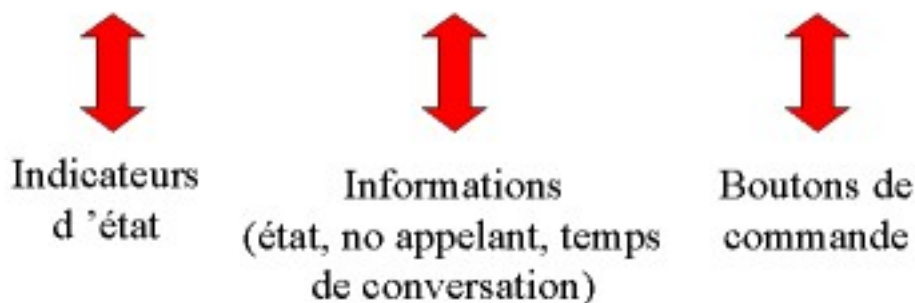 Indicateurs
d ’état
Informations
(état, no appelant, temps
de conversation)
Boutons de
commande